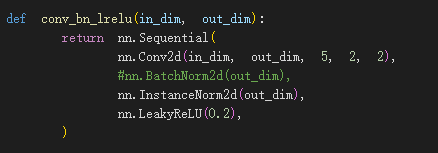 def conv_bn_lrelu(in_dim, out_dim):
return nn.Sequential(
nn.Conv2d(in_dim, out_dim, 5, 2, 2),
#nn.BatchNorm2d(out_dim),
nn.InstanceNorm2d(out_dim),
nn.LeakyReLU(0.2),
)